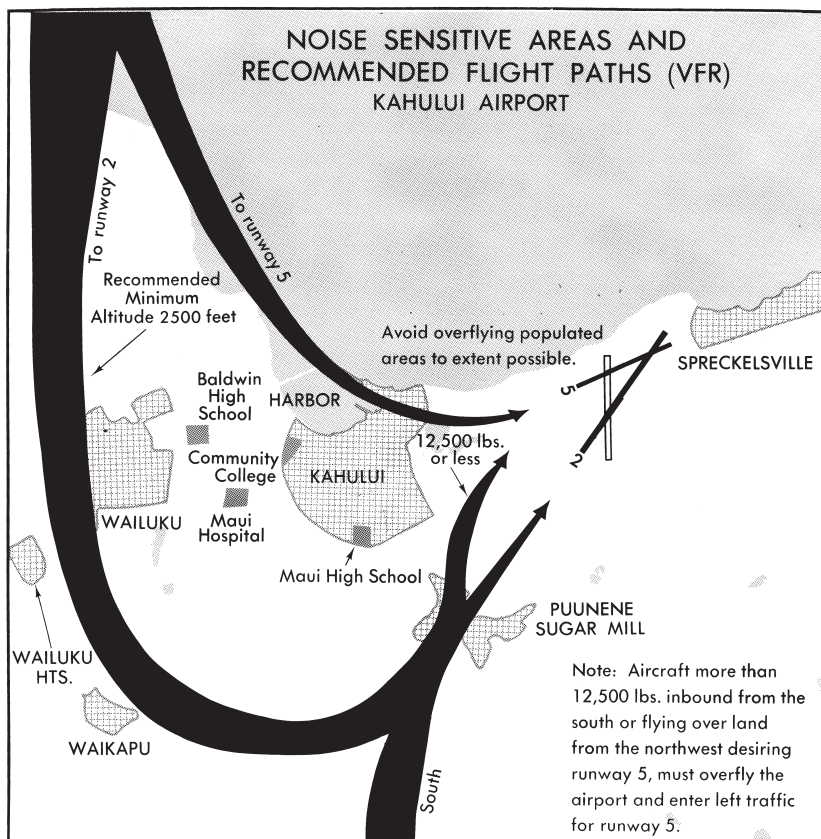 NOISE SENSITIVE AREAS AND
RECOMMENDED FLIGHT PATHS (VFR)
KAHULUI AIRPORT
To runway 2
To runway 5
Recommended
Minimum
Altitude 2500 feet
Avoid overflying populated
areas to extent possible.
SPRECKELSVILLE
5
2
Baldwin
High
School
HARBOR
12,500 lbs.
or less
Community
College
KAHULUI
WAILUKU
Maui
Hospital
Maui High School
PUUNENE
SUGAR MILL
WAILUKU
HTS.
WAIKAPU
South
Note: Aircraft more than
12,500 lbs. inbound from the
south or flying over land
from the northwest desiring
runway 5, must overfly the
airport and enter left traffic
for runway 5.